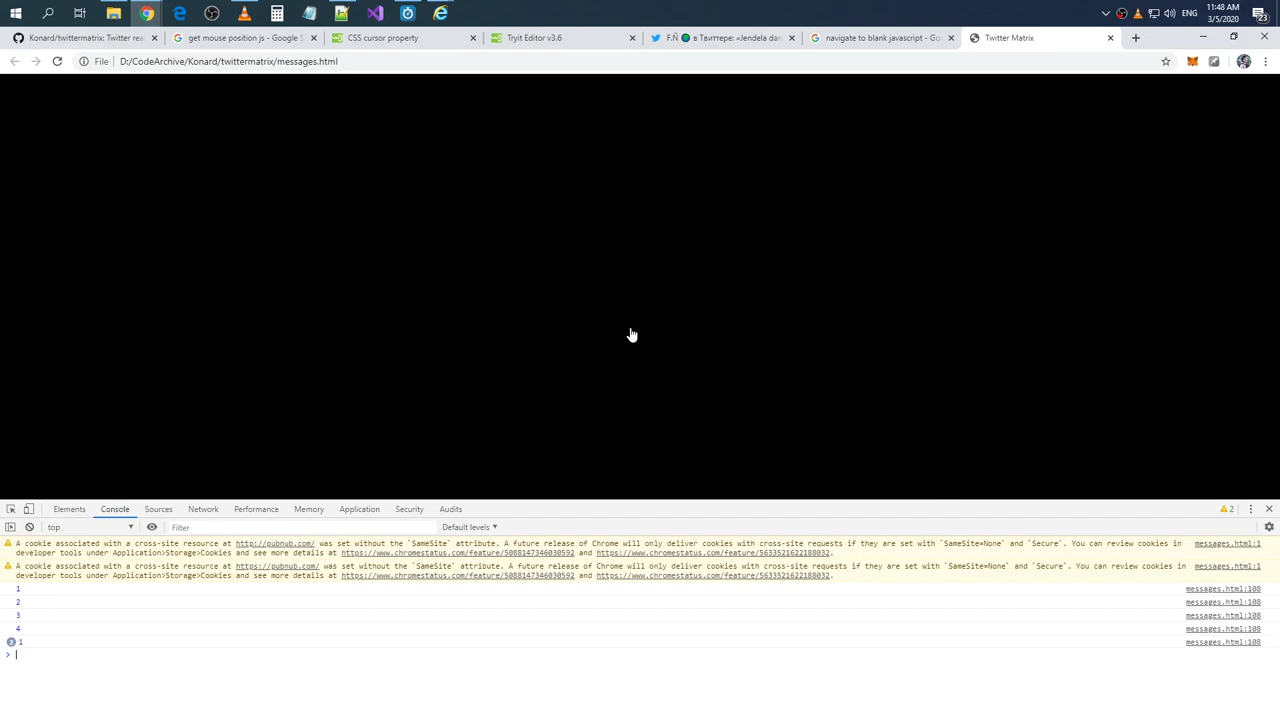 ENG
11:48 AM
3/5/2020
23
Konard/twittermatrix: Twitter rea
get mouse position js - Google S
CSS cursor property
Tryit Editor v3.6
F.Ñ в Твиттере: «Jendela dan
navigate to blank javascript - Go
Twitter Matrix
File D:/CodeArchive/Konard/twittermatrix/messages.html
Elements Console Sources Network Performance Memory Application Security Audits 2
top Filter Default levels
A cookie associated with a cross-site resource at http://pubnub.com/ was set without the `SameSite` attribute. A future release of Chrome will only deliver cookies with cross-site requests if they are set with `SameSite=None` and `Secure`. You can review cookies in messages.html:1
developer tools under Application>Storage>Cookies and see more details at https://www.chromestatus.com/feature/5088147346030592 and https://www.chromestatus.com/feature/5633521622188032.
A cookie associated with a cross-site resource at https://pubnub.com/ was set without the `SameSite` attribute. A future release of Chrome will only deliver cookies with cross-site requests if they are set with `SameSite=None` and `Secure`. You can review cookies in messages.html:1
developer tools under Application>Storage>Cookies and see more details at https://www.chromestatus.com/feature/5088147346030592 and https://www.chromestatus.com/feature/5633521622188032.
1 messages.html:108
2 messages.html:108
3 messages.html:108
4 messages.html:108
2 1 messages.html:108